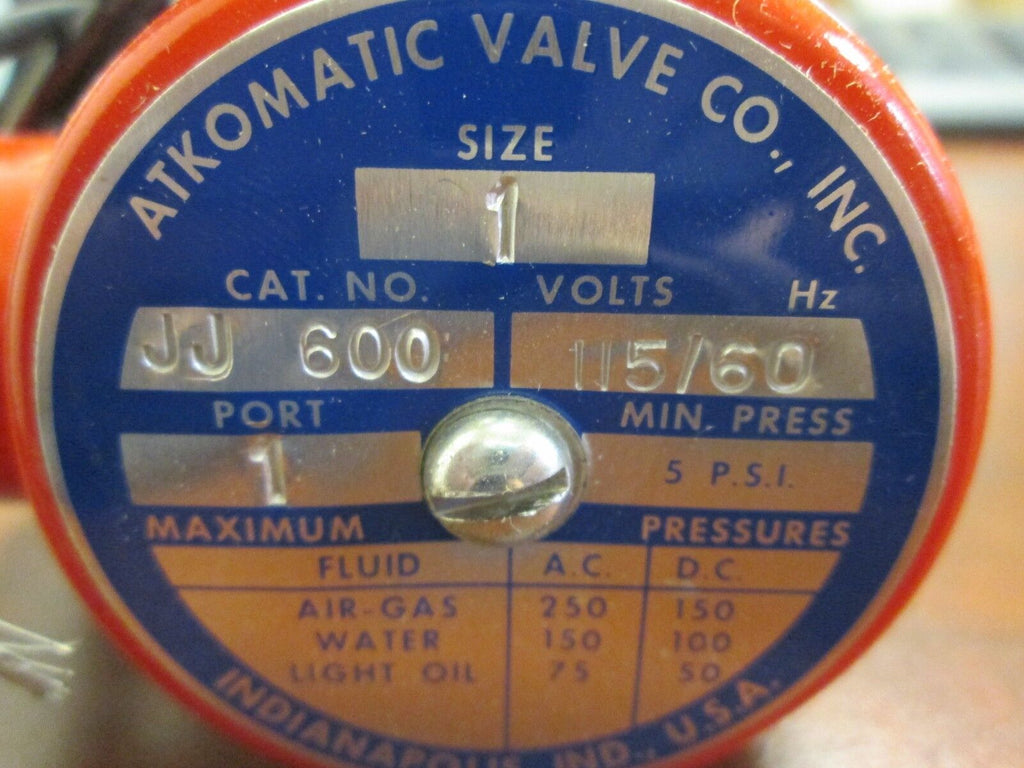 ATKOMATIC VALVE CO., INC.
SIZE
1
CAT. NO. VOLTS Hz
JJ 600 115/60
PORT MIN. PRESS
1 5 P.S.I.
MAXIMUM PRESSURES
FLUID A.C. D.C.
AIR-GAS 250 150
WATER 150 100
LIGHT OIL 75 50
INDIANAPOLIS, IND., U.S.A.